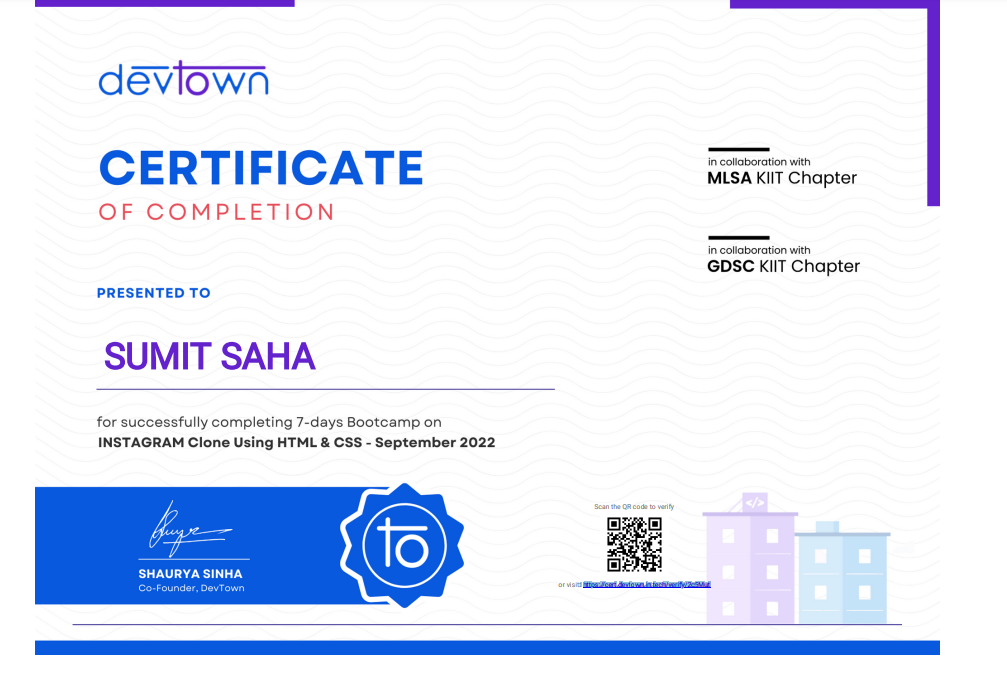 devtown
CERTIFICATE
OF COMPLETION
in collaboration with
MLSA KIIT Chapter
in collaboration with
GDSC KIIT Chapter
PRESENTED TO
SUMIT SAHA
for successfully completing 7-days Bootcamp on
INSTAGRAM Clone Using HTML & CSS - September 2022
to
SHAURYA SINHA
Co-Founder, DevTown
Scan the QR code to verify
</>
or visit